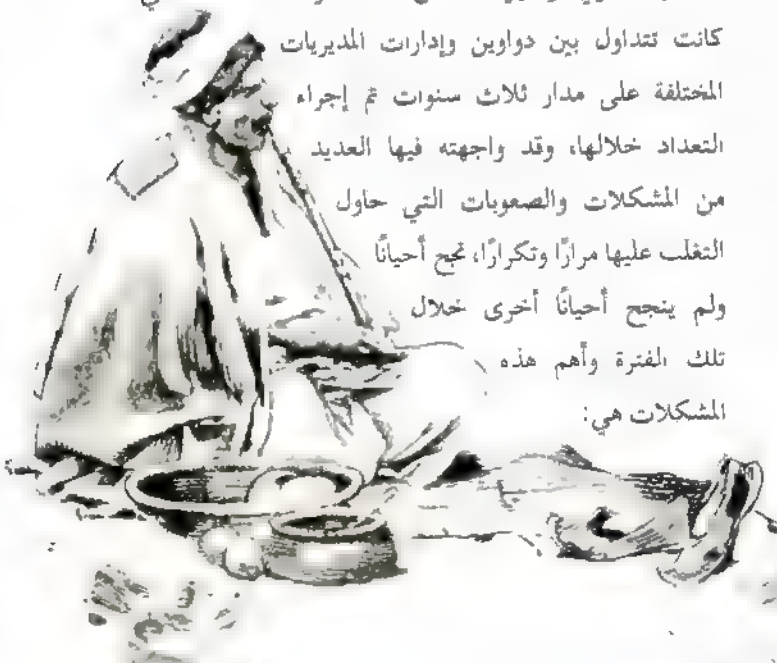 كانت تتداول بين دواوين وإدارات المديريات
المختلفة على مدار ثلاث سنوات تم إجراء
التعداد خلالها، وقد واجهته فيها العديد
من المشكلات والصعوبات التي حاول
التغلب عليها مرارًا وتكرارًا، نجح أحيانًا
ولم ينجح أحيانًا أخرى خلال
تلك الفترة وأهم هذه
المشكلات هي: